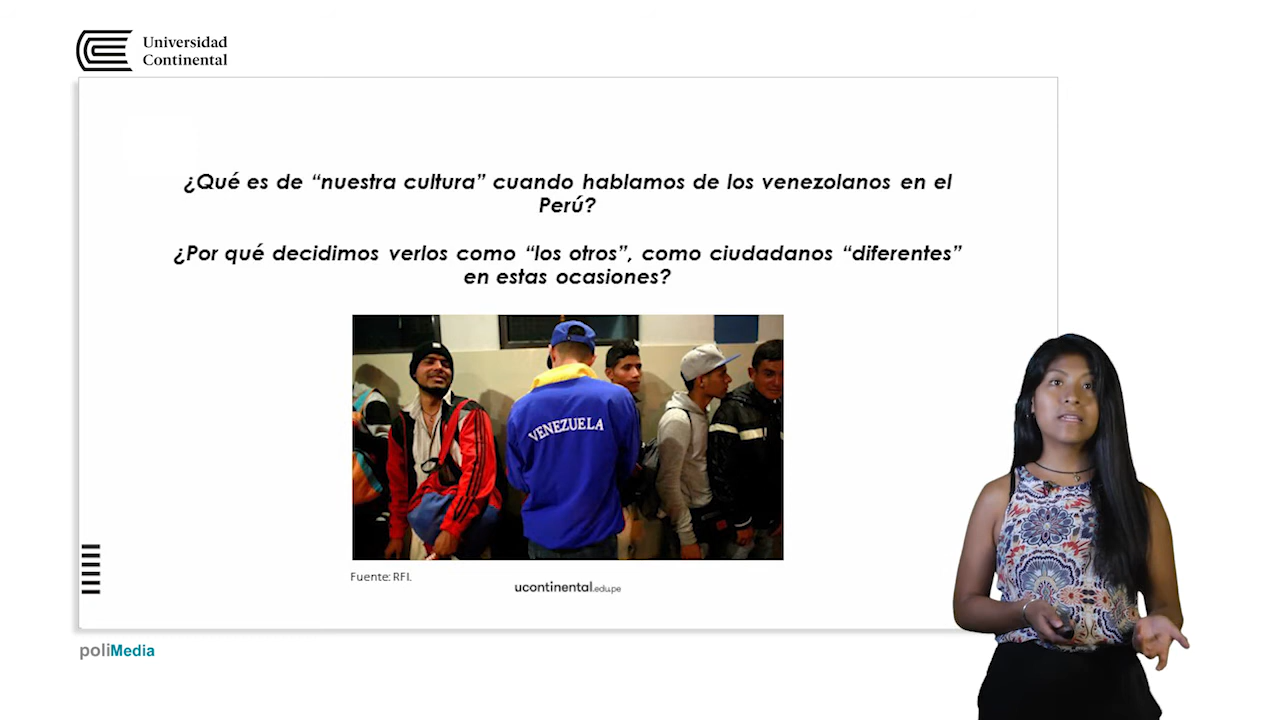 Universidad
Continental
¿Qué es de “nuestra cultura” cuando hablamos de los venezolanos en el
Perú?
¿Por qué decidimos verlos como “los otros”, como ciudadanos “diferentes”
en estas ocasiones?
VENEZUELA
Fuente: RFI.
ucontinental.edu.pe
poliMedia